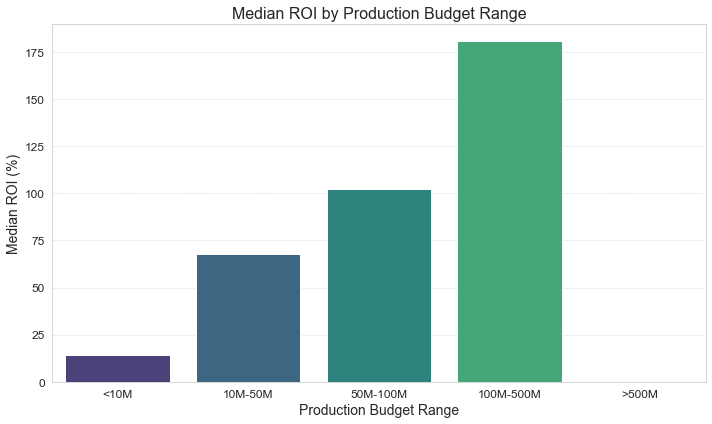 Median ROI by Production Budget Range
Median ROI (%)
175
150
125
100
75
50
25
0
<10M
10M-50M
50M-100M
100M-500M
>500M
Production Budget Range